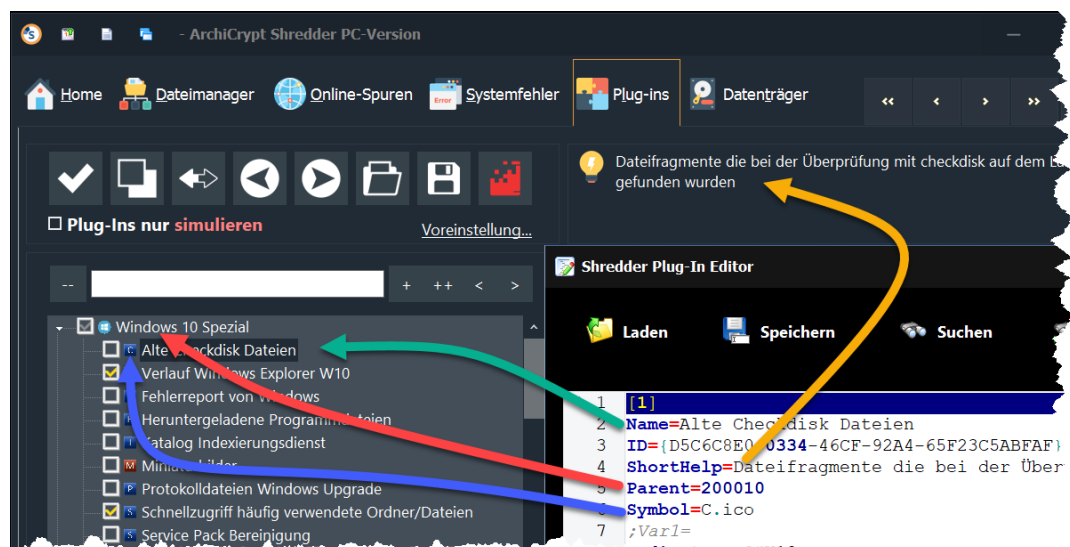 - ArchiCrypt Shredder PC-Version
Home Dateimanager Online-Spuren Error Systemfehler Plug-ins Datenträger
Dateifragmente die bei der Überprüfung mit checkdisk auf dem
gefunden wurden
Plug-Ins nur simulieren
Voreinstellung...
-- + ++ < >
Windows 10 Spezial
Alte Checkdisk Dateien
Verlauf Windows Explorer W10
Fehlerreport von Windows
Heruntergeladene Programmdateien
Katalog Indexierungsdienst
Miniaturbilder
Protokolldateien Windows Upgrade
Schnellzugriff häufig verwendete Ordner/Dateien
Service Pack Bereinigung
Shredder Plug-In Editor
Laden Speichern Suchen
1 [1]
2 Name=Alte Checkdisk Dateien
3 ID={D5C6C8E0-0334-46CF-92A4-65F23C5ABFAF}
4 ShortHelp=Dateifragmente die bei der Über
5 Parent=200010
6 Symbol=C.ico
7 ;Var1=